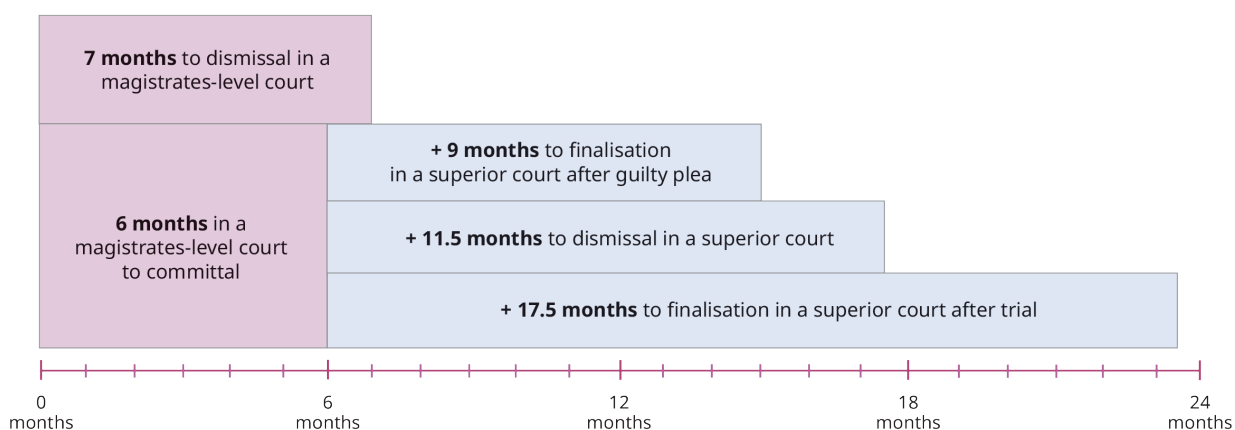 7 months to dismissal in a
magistrates-level court
6 months in a
magistrates-level court
to committal
+ 9 months to finalisation
in a superior court after guilty plea
+ 11.5 months to dismissal in a superior court
+ 17.5 months to finalisation in a superior court after trial
0
months
6
months
12
months
18
months
24
months